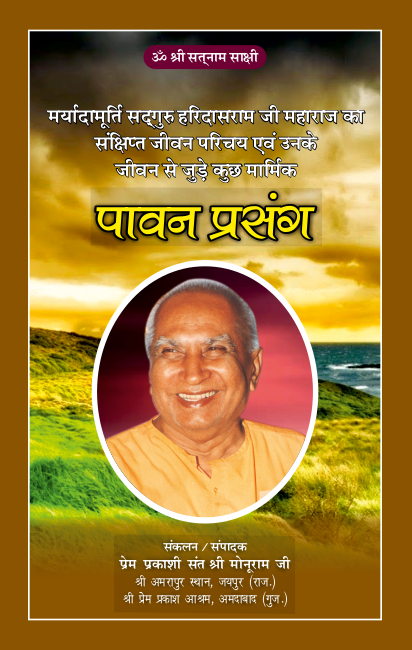 ॐ श्री सत्‌नाम साक्षी
मर्यादामूर्ति सद्‌गुरु हरिदासराम जी महाराज का
संक्षिप्त जीवन परिचय एवं उनके
जीवन से जुड़े कुछ मार्मिक
पावन प्रसंग
संकलन / संपादक
प्रेम प्रकाशी संत श्री मोनूराम जी
श्री अमरापुर स्थान, जयपुर (राज.)
श्री प्रेम प्रकाश आश्रम, अमदाबाद (गुज.)